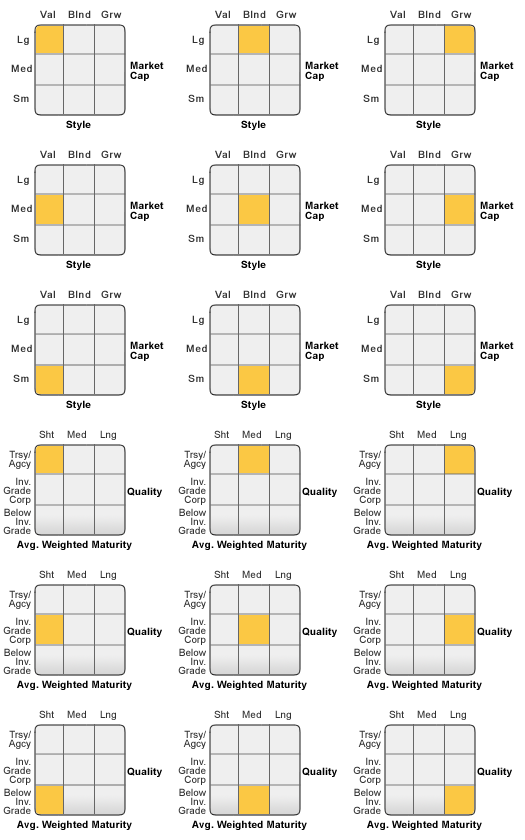 Val Blnd Grw Val Blnd Grw Val Blnd Grw
Lg Lg Lg
Med Market Cap Med Market Cap Med Market Cap
Sm Sm Sm
Style Style Style
Val Blnd Grw Val Blnd Grw Val Blnd Grw
Lg Lg Lg
Med Market Cap Med Market Cap Med Market Cap
Sm Sm Sm
Style Style Style
Val Blnd Grw Val Blnd Grw Val Blnd Grw
Lg Lg Lg
Med Market Cap Med Market Cap Med Market Cap
Sm Sm Sm
Style Style Style
Sht Med Lng Sht Med Lng Sht Med Lng
Trsy/ Trsy/ Trsy/
Agcy Agcy Agcy
Inv. Inv. Inv.
Grade Quality Grade Quality Grade Quality
Corp Corp Corp
Below Below Below
Inv. Inv. Inv.
Grade Grade Grade
Avg. Weighted Maturity Avg. Weighted Maturity Avg. Weighted Maturity
Sht Med Lng Sht Med Lng Sht Med Lng
Trsy/ Trsy/ Trsy/
Agcy Agcy Agcy
Inv. Inv. Inv.
Grade Quality Grade Quality Grade Quality
Corp Corp Corp
Below Below Below
Inv. Inv. Inv.
Grade Grade Grade
Avg. Weighted Maturity Avg. Weighted Maturity Avg. Weighted Maturity
Sht Med Lng Sht Med Lng Sht Med Lng
Trsy/ Trsy/ Trsy/
Agcy Agcy Agcy
Inv. Inv. Inv.
Grade Quality Grade Quality Grade Quality
Corp Corp Corp
Below Below Below
Inv. Inv. Inv.
Grade Grade Grade
Avg. Weighted Maturity Avg. Weighted Maturity Avg. Weighted Maturity